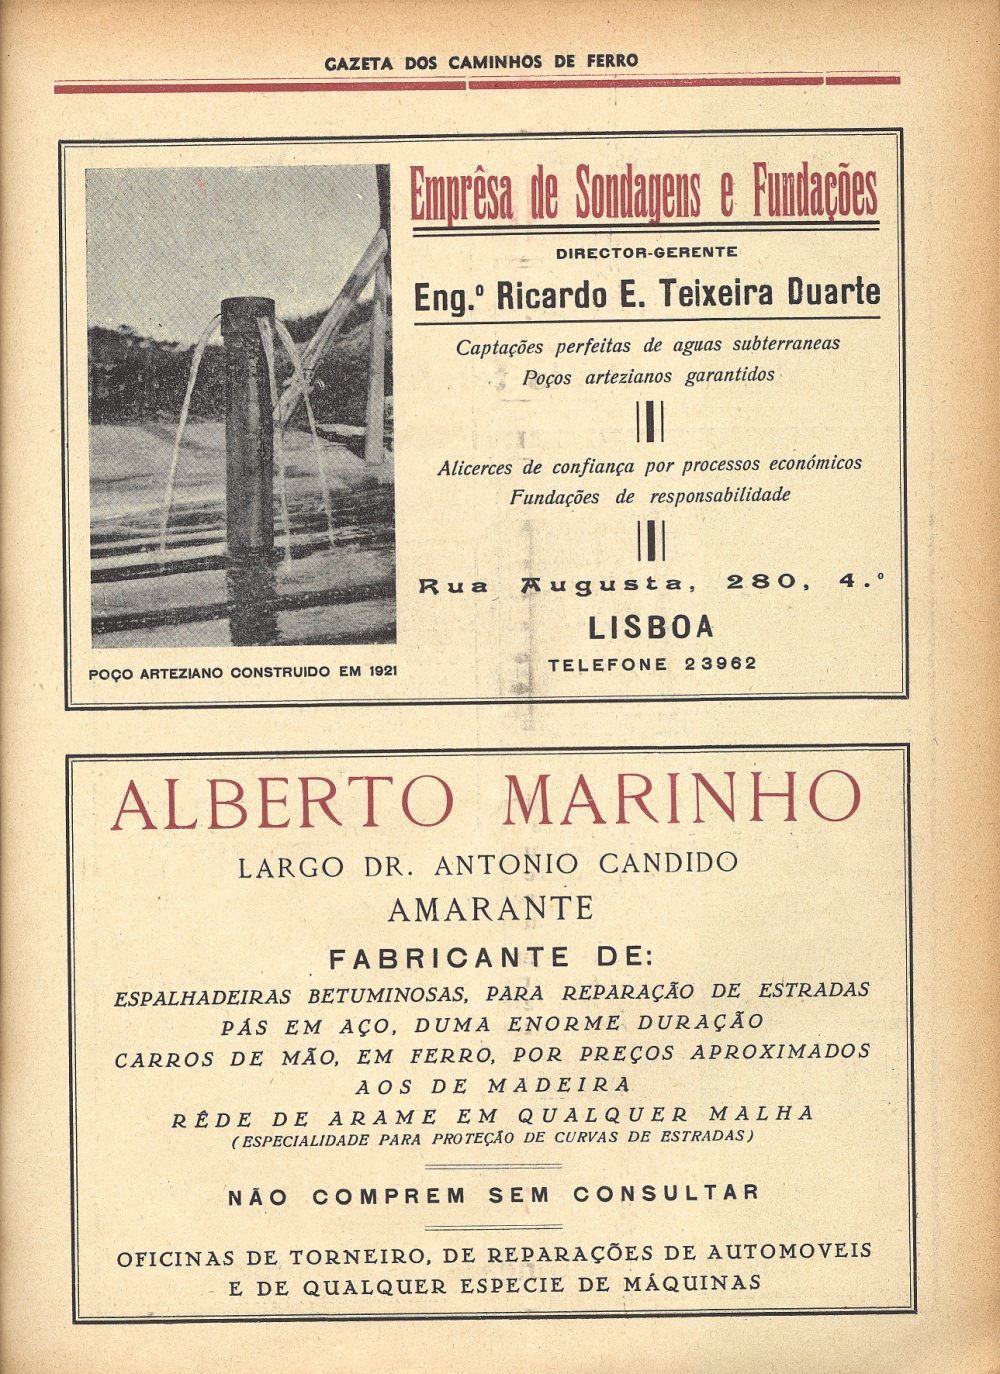 GAZETA DOS CAMINHOS DE FERRO
Emprêsa de Sondagens e Fundações
DIRECTOR-GERENTE
Eng.º Ricardo E. Teixeira Duarte
Captações perfeitas de aguas subterraneas
Poços artezianos garantidos
Alicerces de confiança por processos económicos
Fundações de responsabilidade
Rua Augusta, 280, 4.º
LISBOA
TELEFONE 23962
POÇO ARTEZIANO CONSTRUIDO EM 1921
ALBERTO MARINHO
LARGO DR. ANTONIO CANDIDO
AMARANTE
FABRICANTE DE:
ESPALHADEIRAS BETUMINOSAS, PARA REPARAÇÃO DE ESTRADAS
PÁS EM AÇO, DUMA ENORME DURAÇÃO
CARROS DE MÃO, EM FERRO, POR PREÇOS APROXIMADOS
AOS DE MADEIRA
RÊDE DE ARAME EM QUALQUER MALHA
(ESPECIALIDADE PARA PROTEÇÃO DE CURVAS DE ESTRADAS)
NÃO COMPREM SEM CONSULTAR
OFICINAS DE TORNEIRO, DE REPARAÇÕES DE AUTOMOVEIS
E DE QUALQUER ESPECIE DE MÁQUINAS